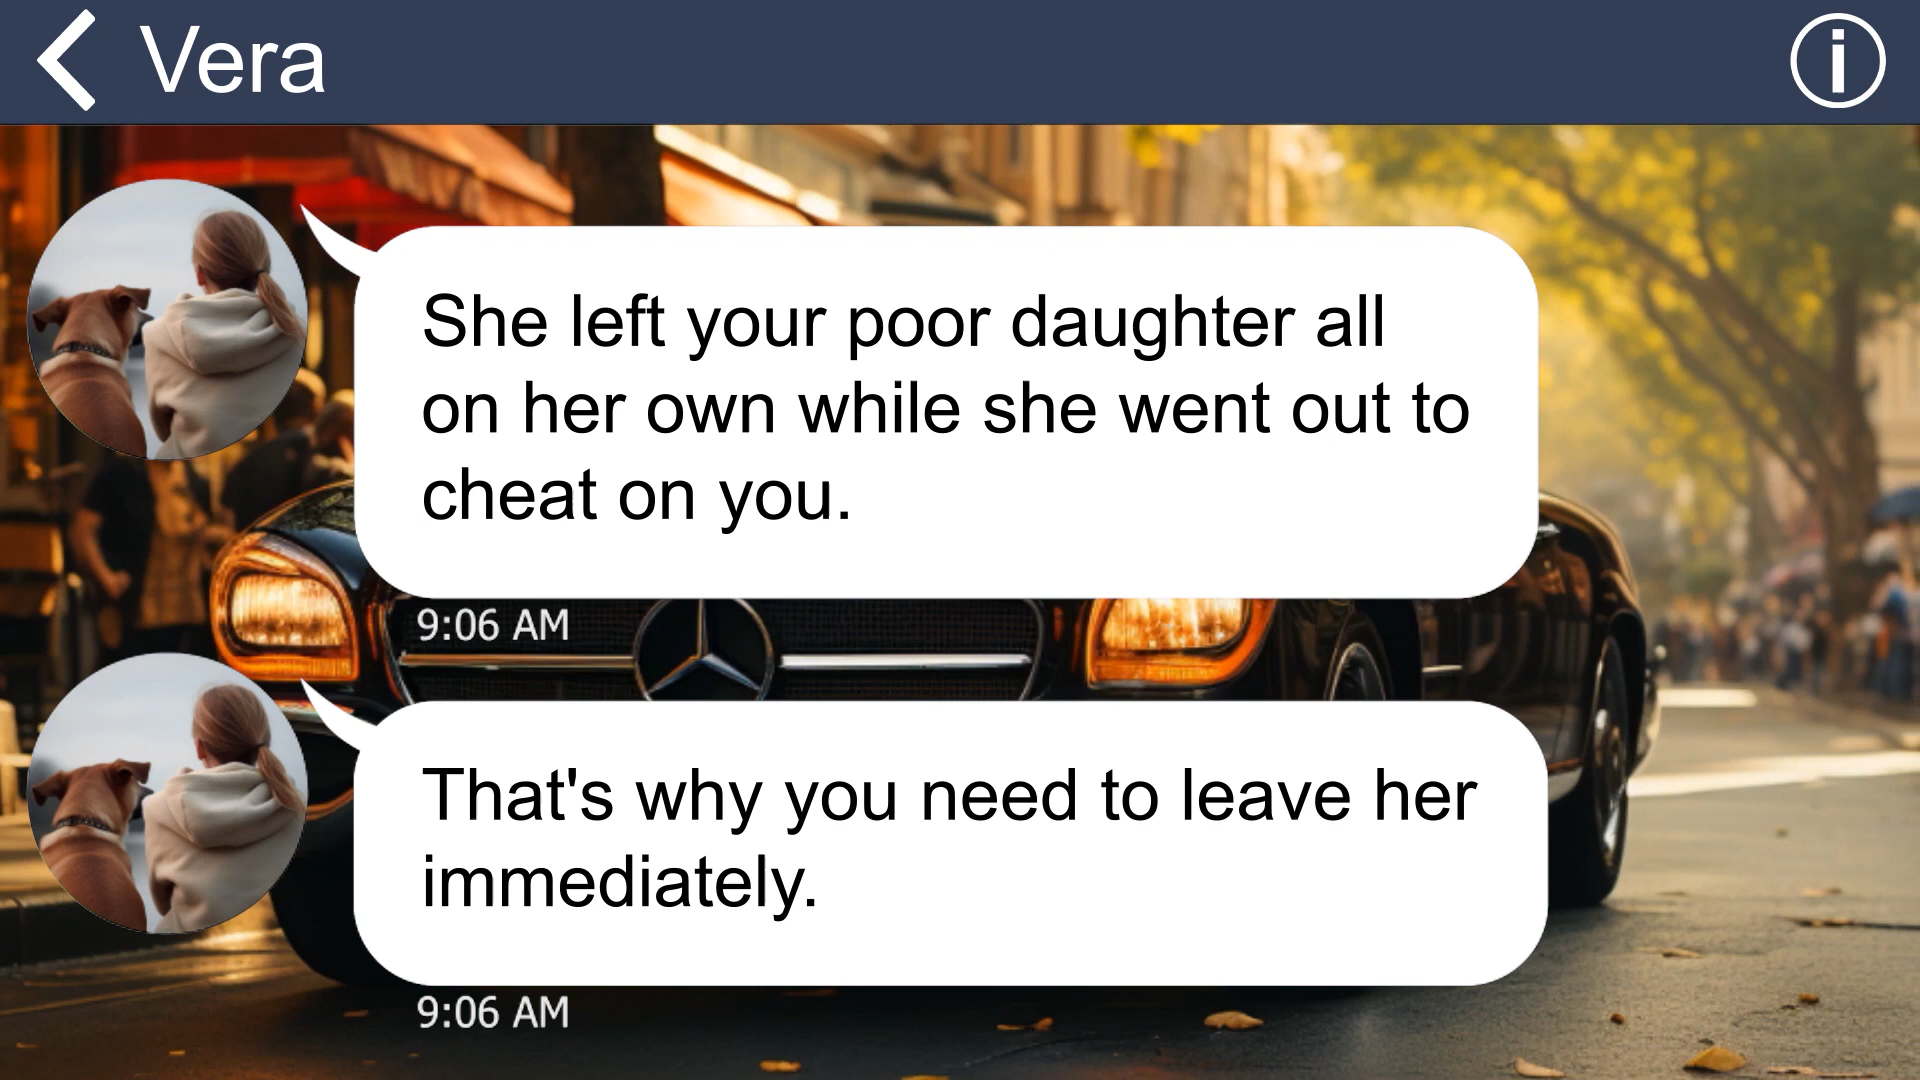 Vera
She left your poor daughter all
on her own while she went out to
cheat on you.
9:06 AM
That's why you need to leave her
immediately.
9:06 AM